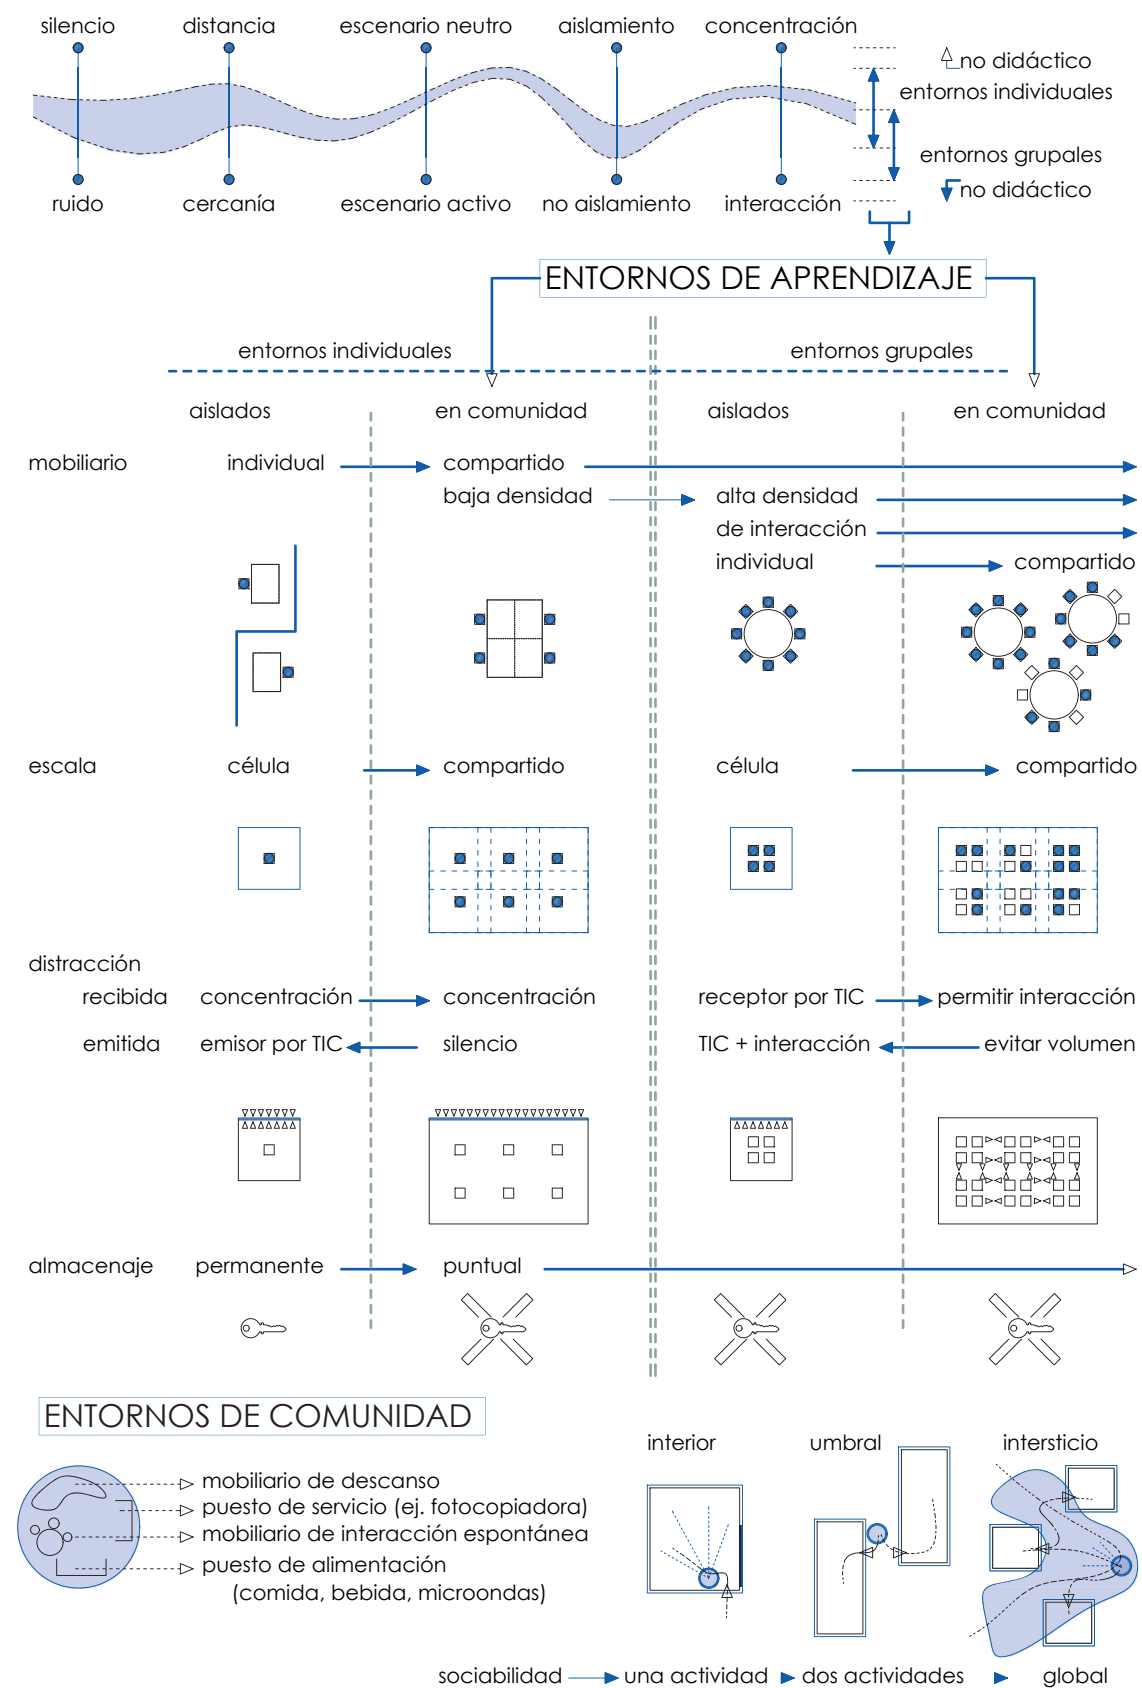 silencio distancia escenario neutro aislamiento concentración
no didáctico
entornos individuales
entornos grupales
no didáctico
ruido cercanía escenario activo no aislamiento interacción
ENTORNOS DE APRENDIZAJE
entornos individuales entornos grupales
aislados en comunidad aislados en comunidad
mobiliario individual compartido
baja densidad alta densidad
de interacción
individual compartido
escala célula compartido célula compartido
distracción
recibida concentración concentración receptor por TIC permitir interacción
emitida emisor por TIC silencio TIC + interacción evitar volumen
almacenaje permanente puntual
ENTORNOS DE COMUNIDAD
interior umbral intersticio
mobiliario de descanso
puesto de servicio (ej. fotocopiadora)
mobiliario de interacción espontánea
puesto de alimentación
(comida, bebida, microondas)
sociabilidad una actividad dos actividades global